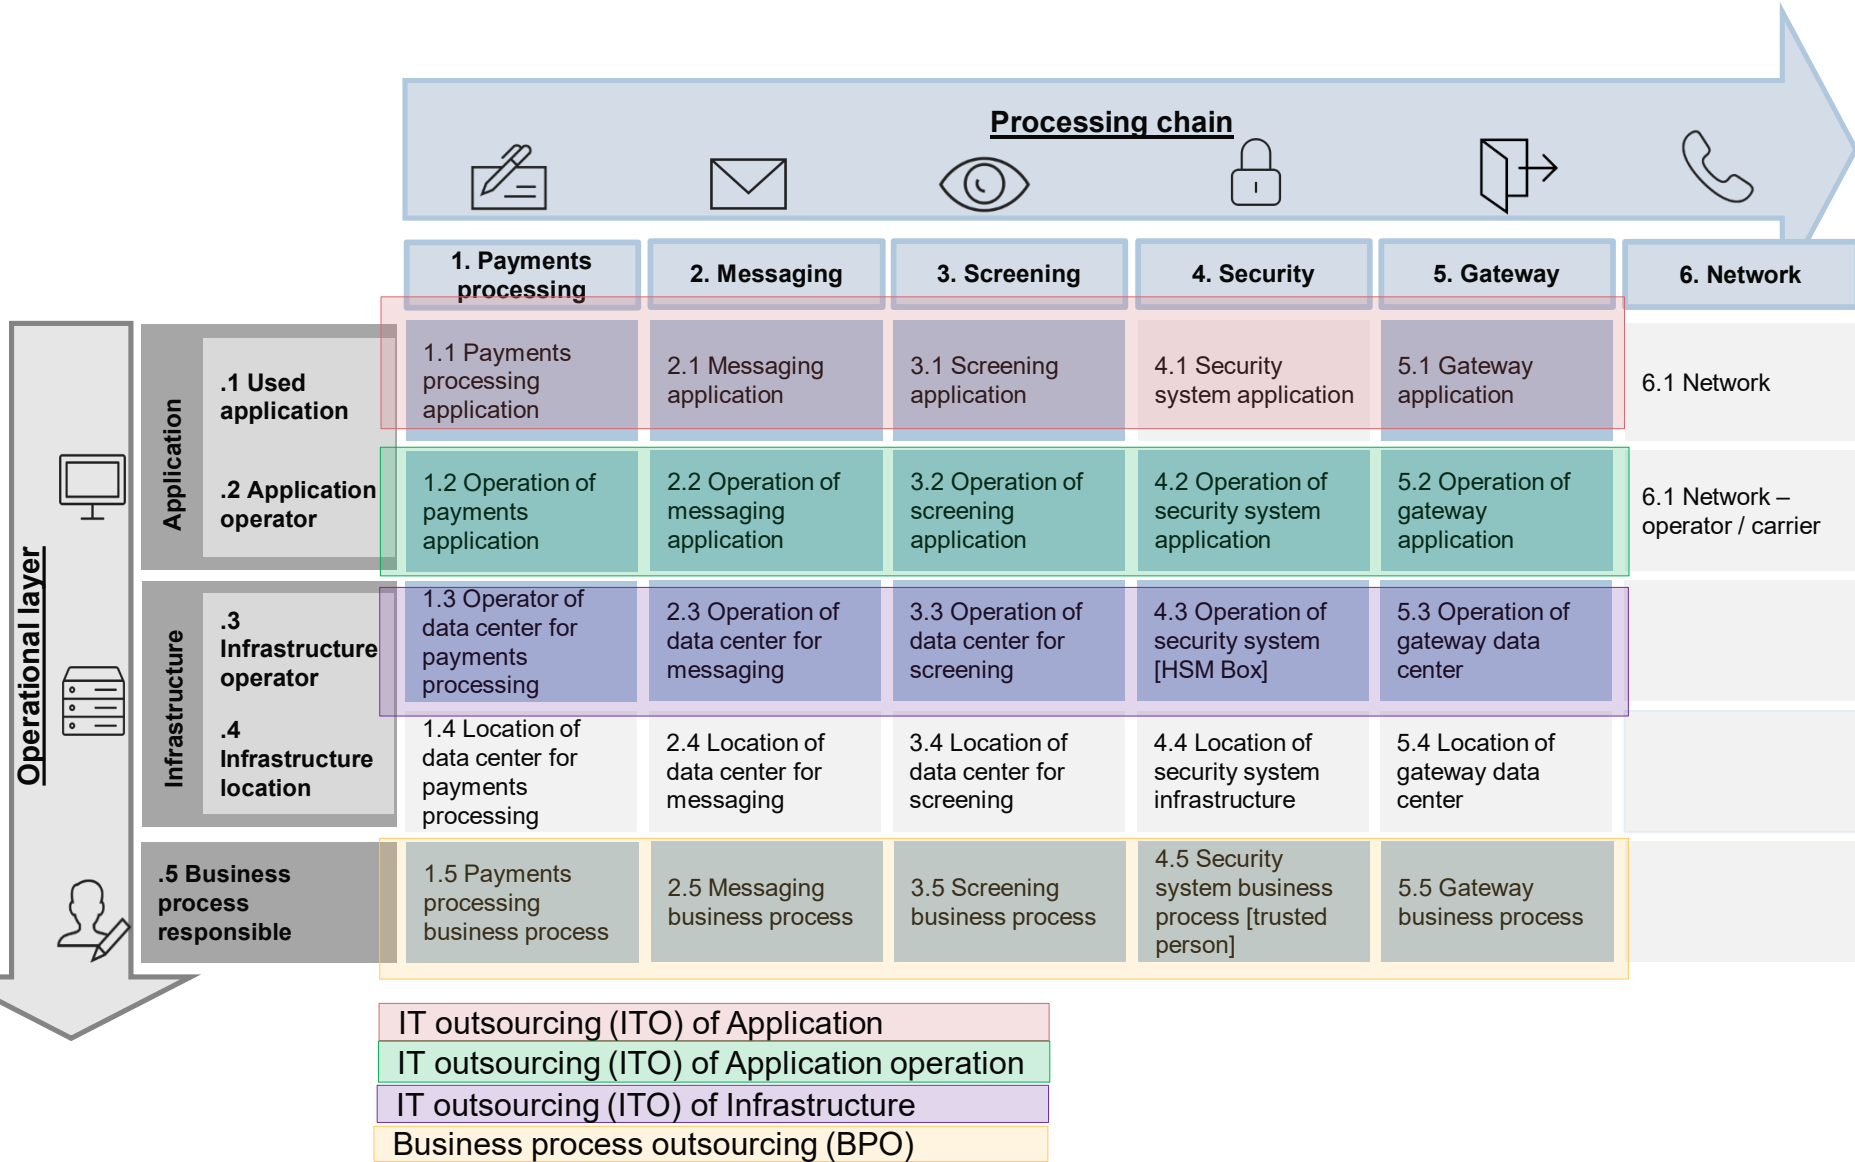 Processing chain
1. Payments
processing
2. Messaging
3. Screening
4. Security
5. Gateway
6. Network
Operational layer
Application
.1 Used
application
1.1 Payments
processing
application
2.1 Messaging
application
3.1 Screening
application
4.1 Security
system application
5.1 Gateway
application
6.1 Network
.2 Application
operator
1.2 Operation of
payments
application
2.2 Operation of
messaging
application
3.2 Operation of
screening
application
4.2 Operation of
security system
application
5.2 Operation of
gateway
application
6.1 Network –
operator / carrier
Infrastructure
.3
Infrastructure
operator
1.3 Operator of
data center for
payments
processing
2.3 Operation of
data center for
messaging
3.3 Operation of
data center for
screening
4.3 Operation of
security system
[HSM Box]
5.3 Operation of
gateway data
center
.4
Infrastructure
location
1.4 Location of
data center for
payments
processing
2.4 Location of
data center for
messaging
3.4 Location of
data center for
screening
4.4 Location of
security system
infrastructure
5.4 Location of
gateway data
center
.5 Business
process
responsible
1.5 Payments
processing
business process
2.5 Messaging
business process
3.5 Screening
business process
4.5 Security
system business
process [trusted
person]
5.5 Gateway
business process
IT outsourcing (ITO) of Application
IT outsourcing (ITO) of Application operation
IT outsourcing (ITO) of Infrastructure
Business process outsourcing (BPO)